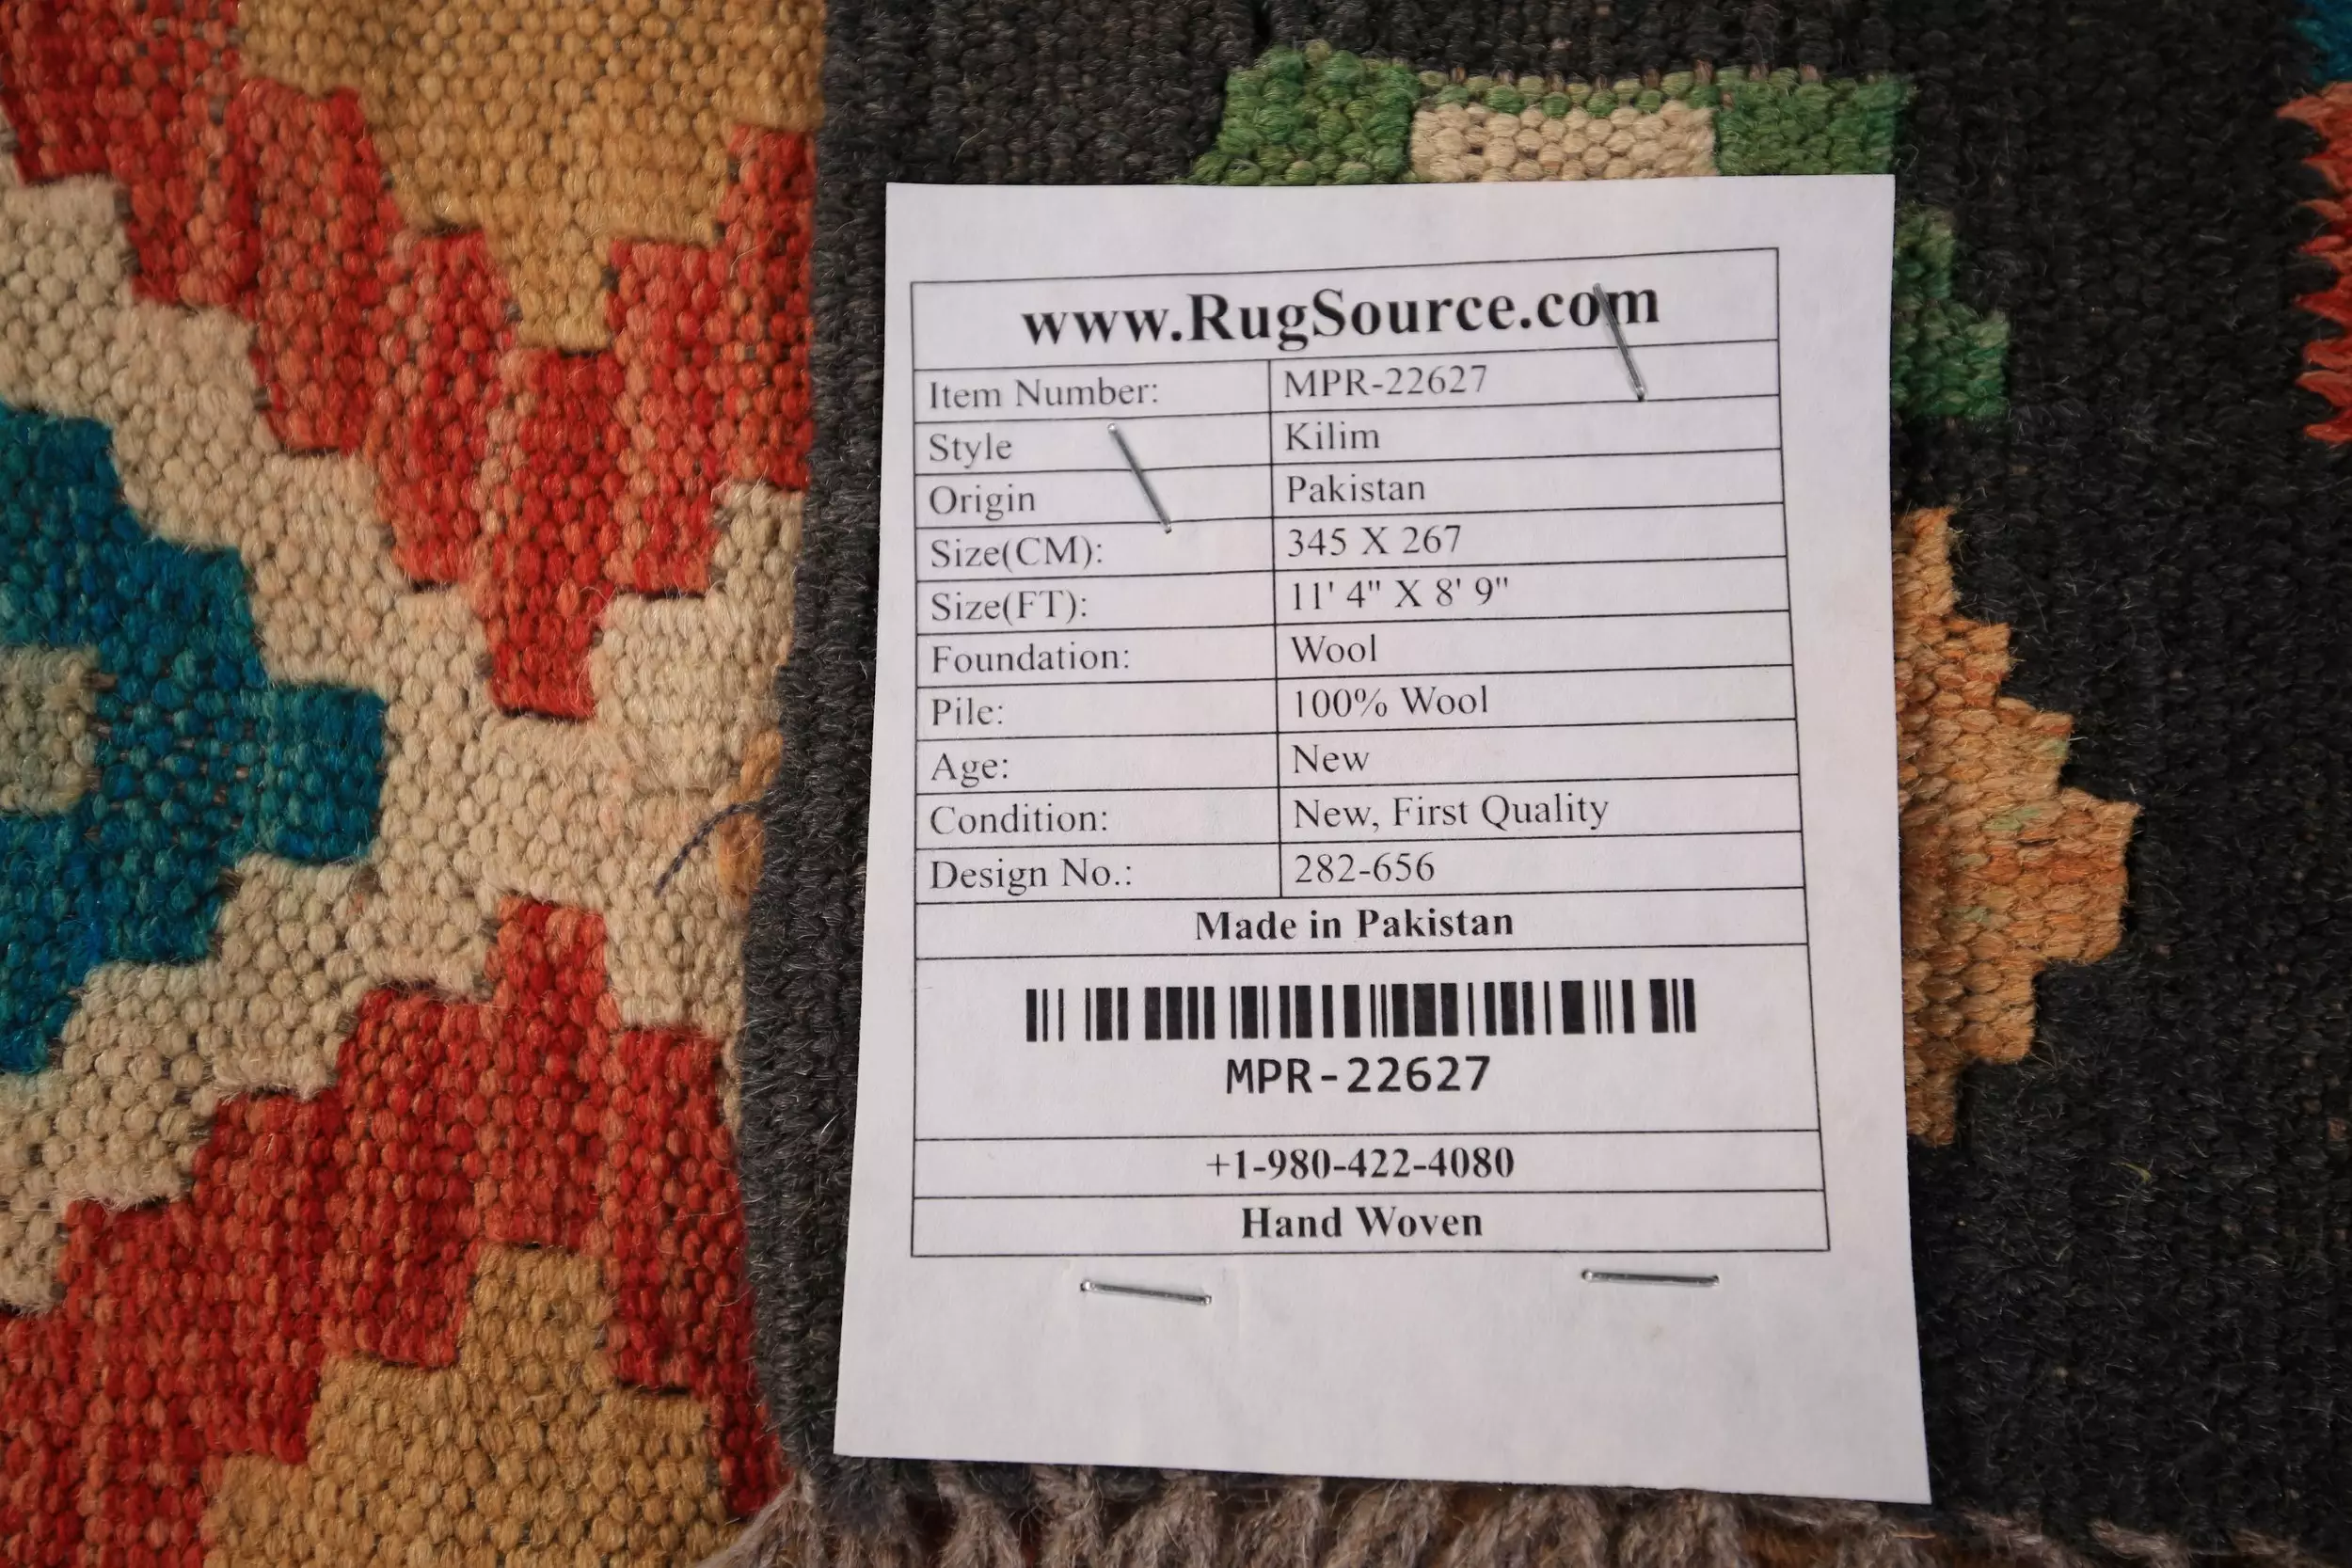 www.RugSource.com
Item Number: MPR-22627
Style Kilim
Origin Pakistan
Size(CM): 345 X 267
Size(FT): 11' 4" X 8' 9"
Foundation: Wool
Pile: 100% Wool
Age: New
Condition: New, First Quality
Design No.: 282-656
Made in Pakistan
MPR-22627
+1-980-422-4080
Hand Woven